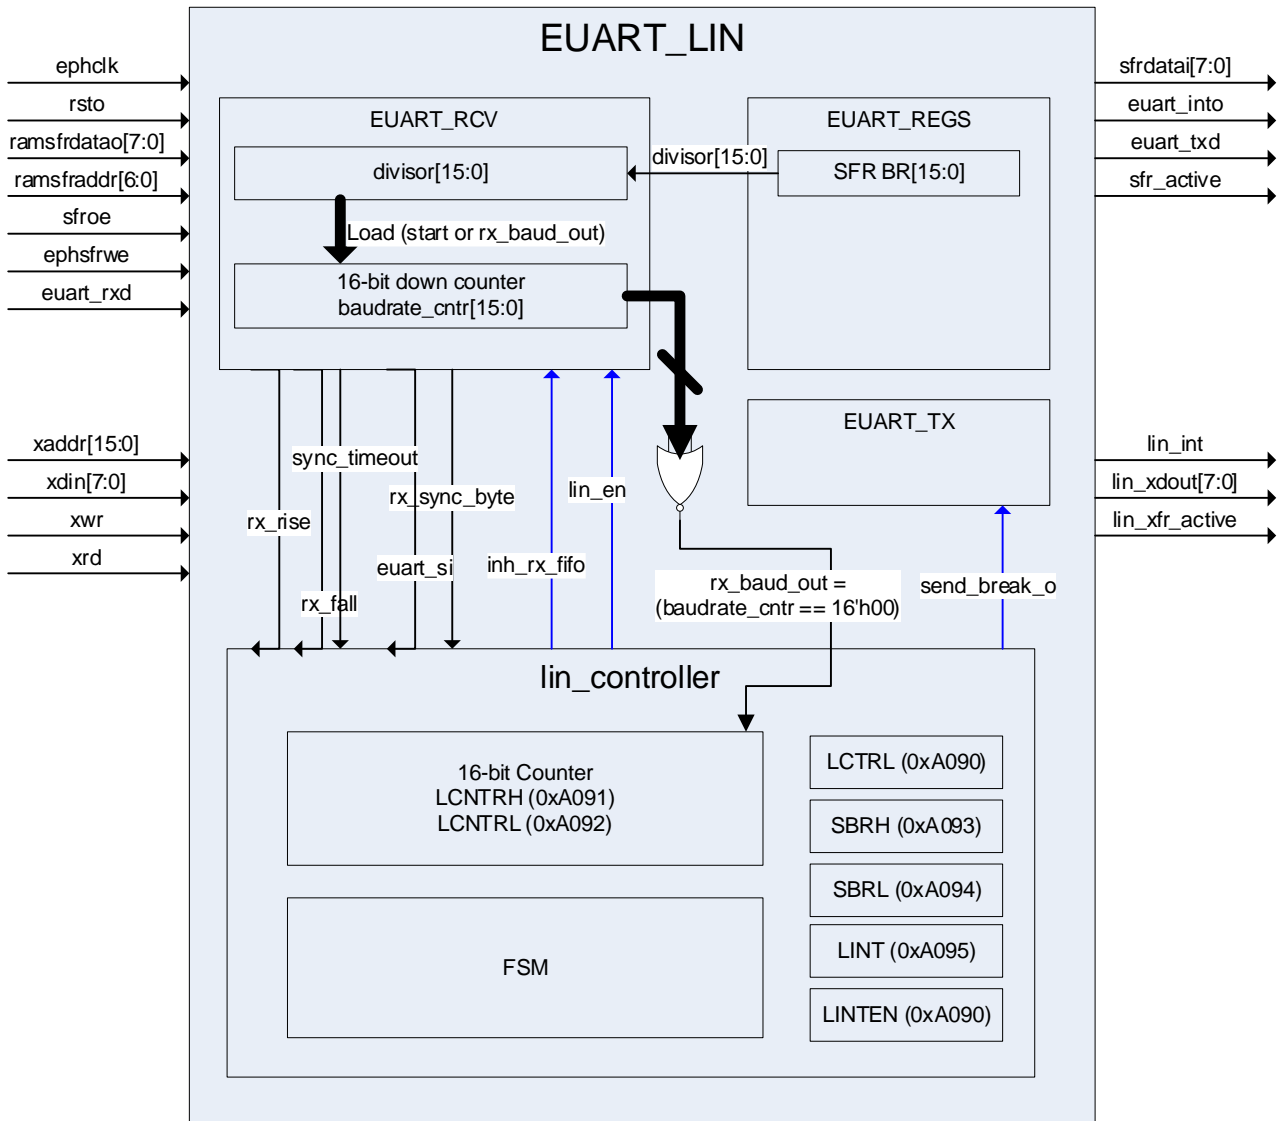 EUART_LIN
ephclk
rsto
ramsfrdatao[7:0]
ramsfraddr[6:0]
sfroe
ephsfrwe
euart_rxd
xaddr[15:0]
xdin[7:0]
xwr
xrd
EUART_RCV
divisor[15:0]
Load (start or rx_baud_out)
16-bit down counter
baudrate_cntr[15:0]
divisor[15:0]
EUART_REGS
SFR BR[15:0]
EUART_TX
sfrdatai[7:0]
euart_into
euart_txd
sfr_active
lin_int
lin_xdout[7:0]
lin_xfr_active
sync_timeout
rx_sync_byte
lin_en
rx_rise
euart_si
inh_rx_fifo
rx_fall
rx_baud_out =
(baudrate_cntr == 16'h00)
send_break_o
lin_controller
16-bit Counter
LCNTRH (0xA091)
LCNTRL (0xA092)
FSM
LCTRL (0xA090)
SBRH (0xA093)
SBRL (0xA094)
LINT (0xA095)
LINTEN (0xA090)